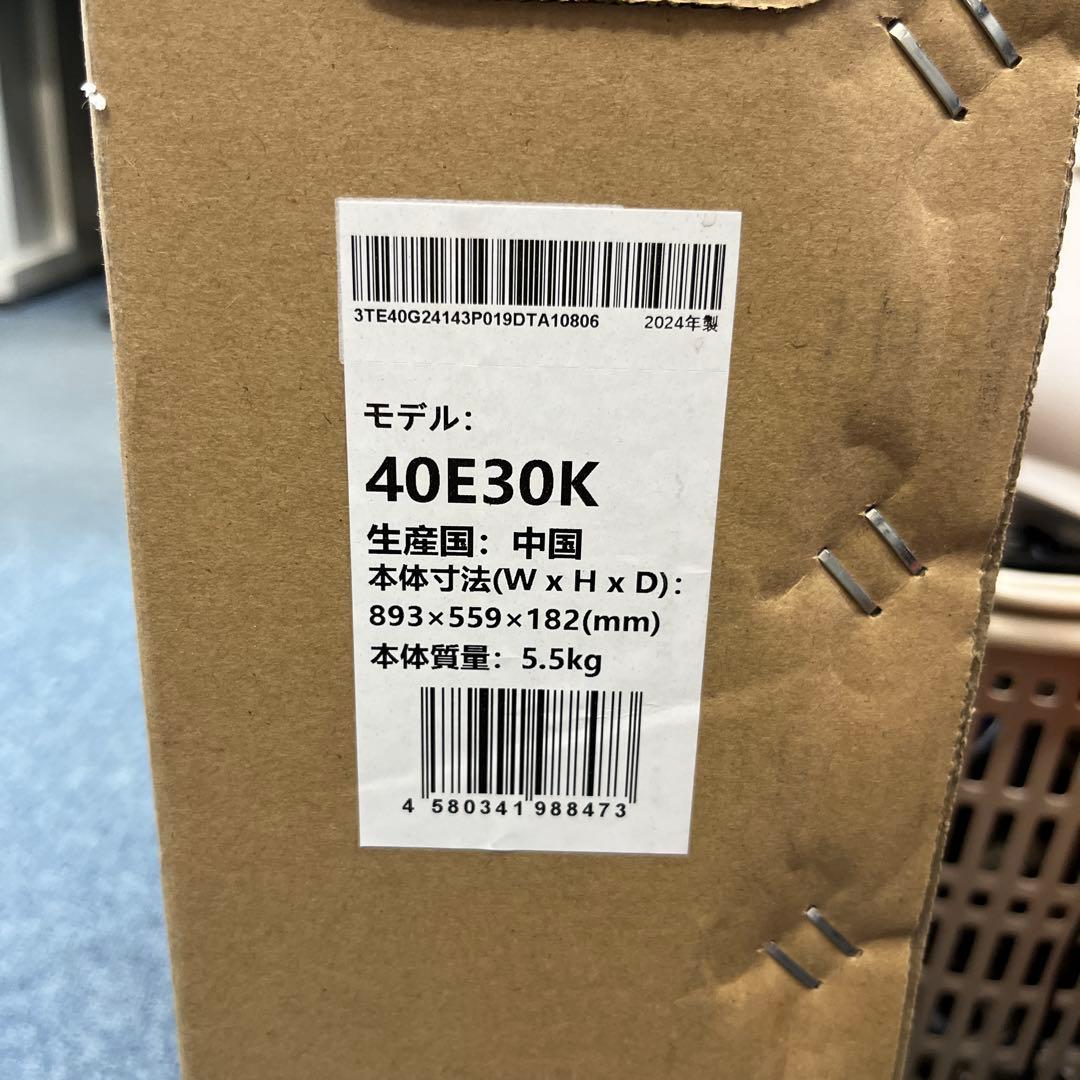 3TE40G24143P019DTA10806 2024年製
モデル:
40E30K
生産国: 中国
本体寸法(W x H x D):
893×559×182(mm)
本体質量: 5.5kg
4 580341 988473